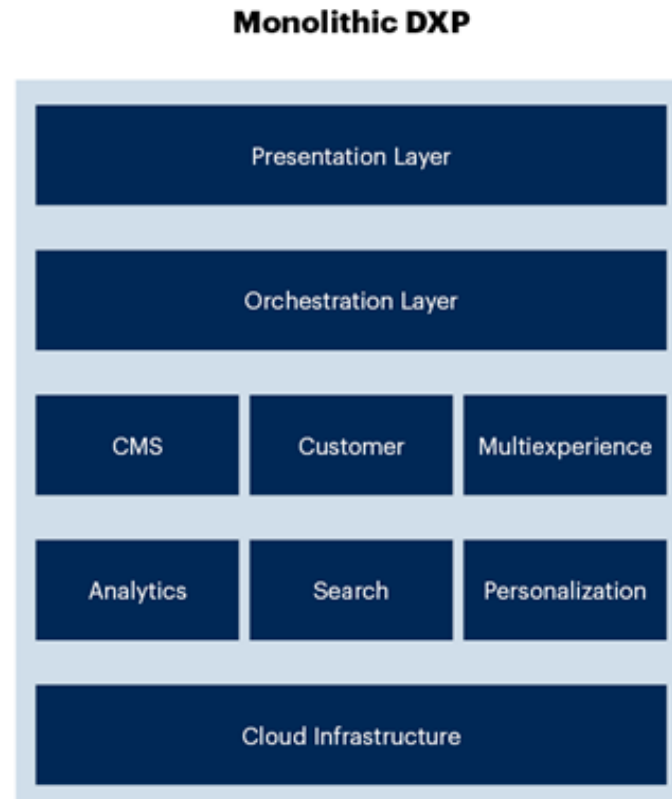 Monolithic DXP
Presentation Layer
Orchestration Layer
CMS
Customer
Multiexperience
Analytics
Search
Personalization
Cloud Infrastructure